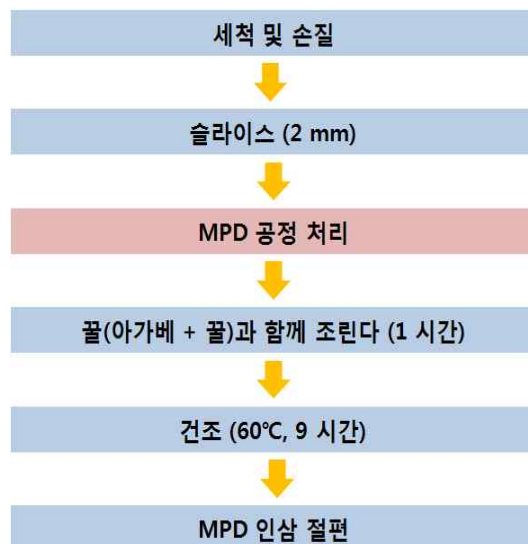 세척 및 손질
슬라이스 (2 mm)
MPD 공정 처리
꿀(아가베 + 꿀)과 함께 조린다 (1 시간)
건조 (60℃, 9 시간)
MPD 인삼 절편